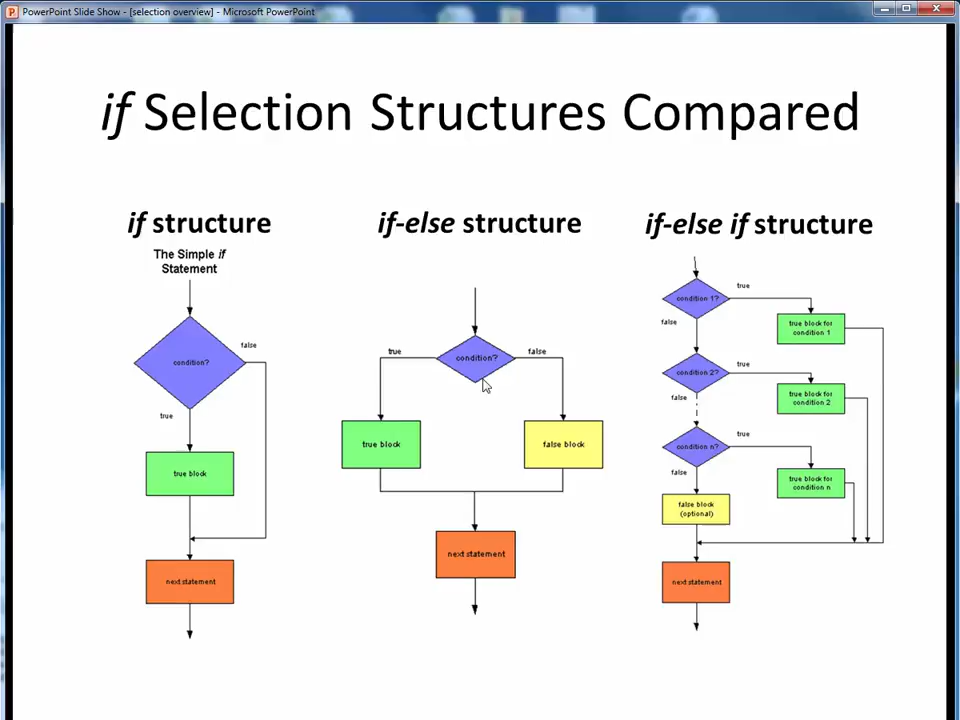 PowerPoint Slide Show - [selection overview] - Microsoft PowerPoint
if Selection Structures Compared
if structure
The Simple if
Statement
condition?
false
true
true block
next statement
if-else structure
condition?
true
false
true block
false block
next statement
if-else if structure
condition 1?
true
false
true block for
condition 1
condition 2?
true
false
true block for
condition 2
condition n?
true
false
true block for
condition n
false block
(optional)
next statement